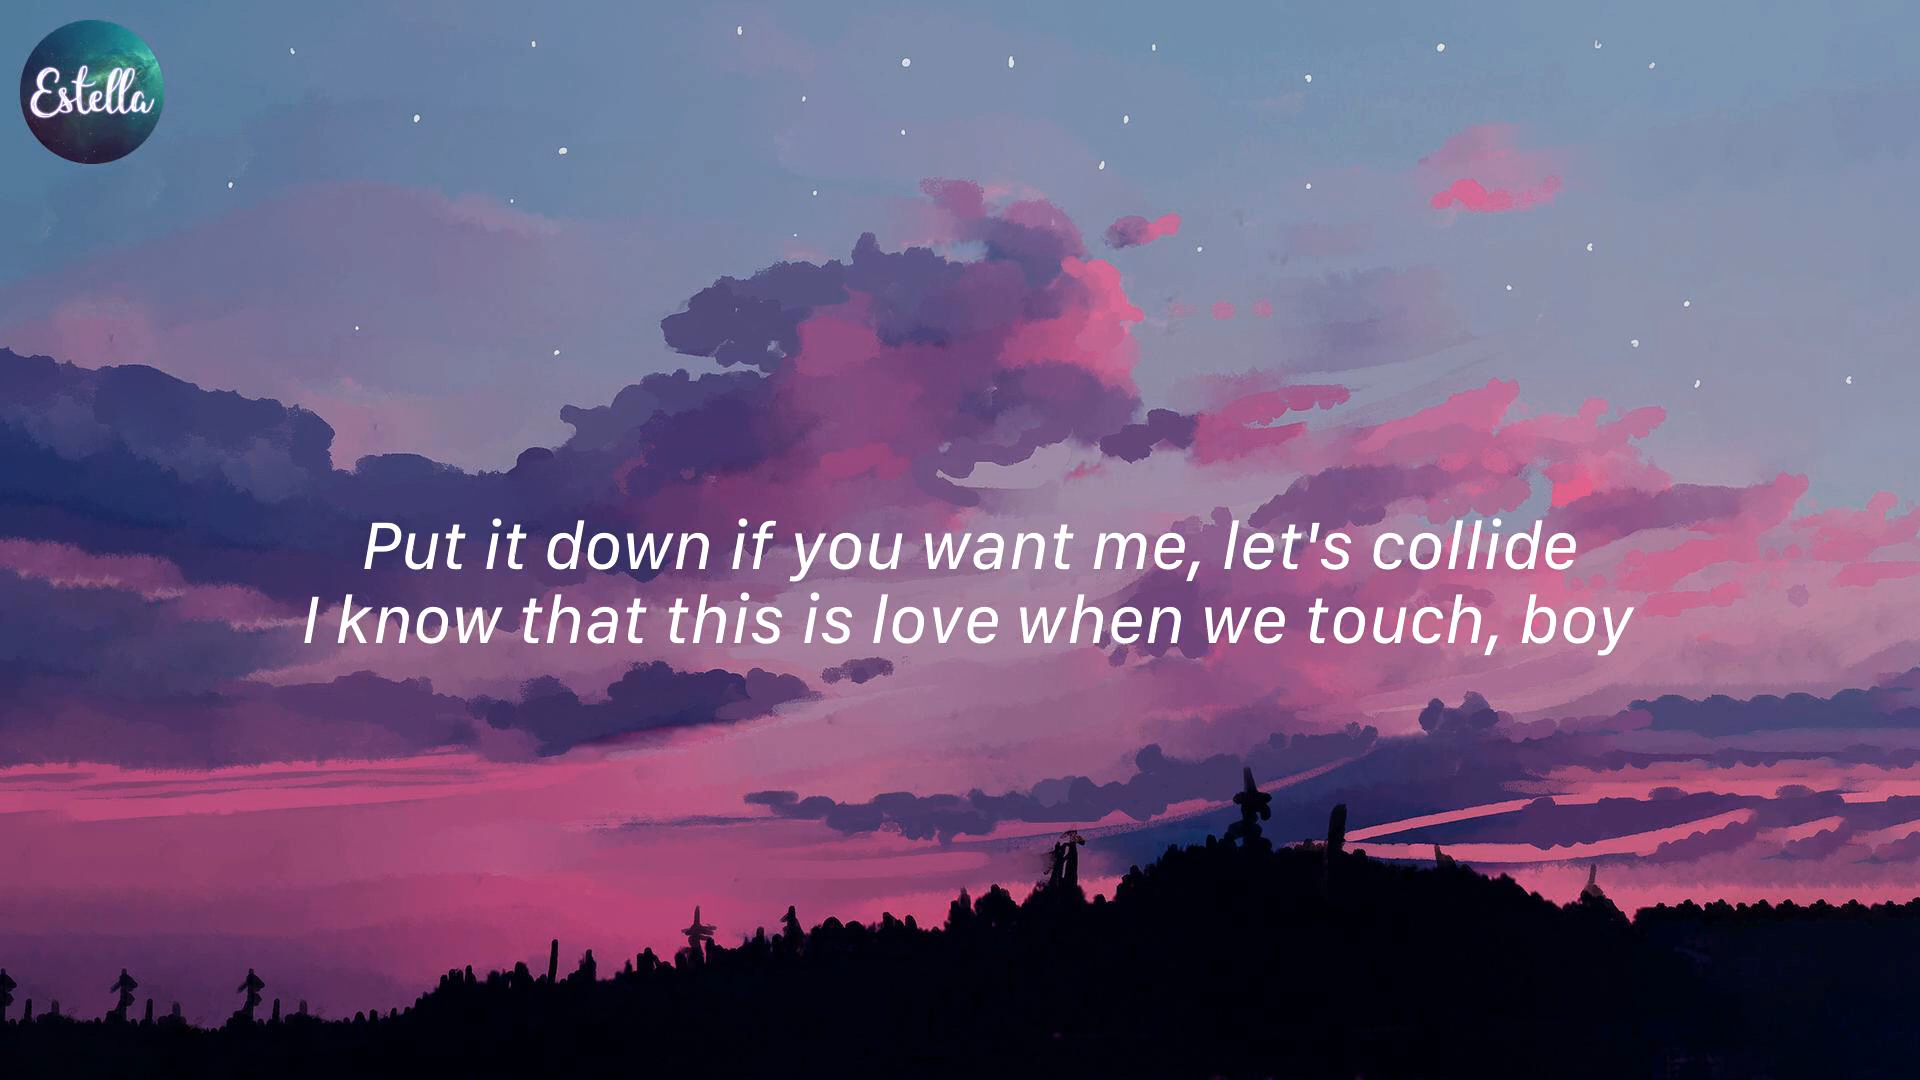 Estella
Put it down if you want me, let's collide
I know that this is love when we touch, boy